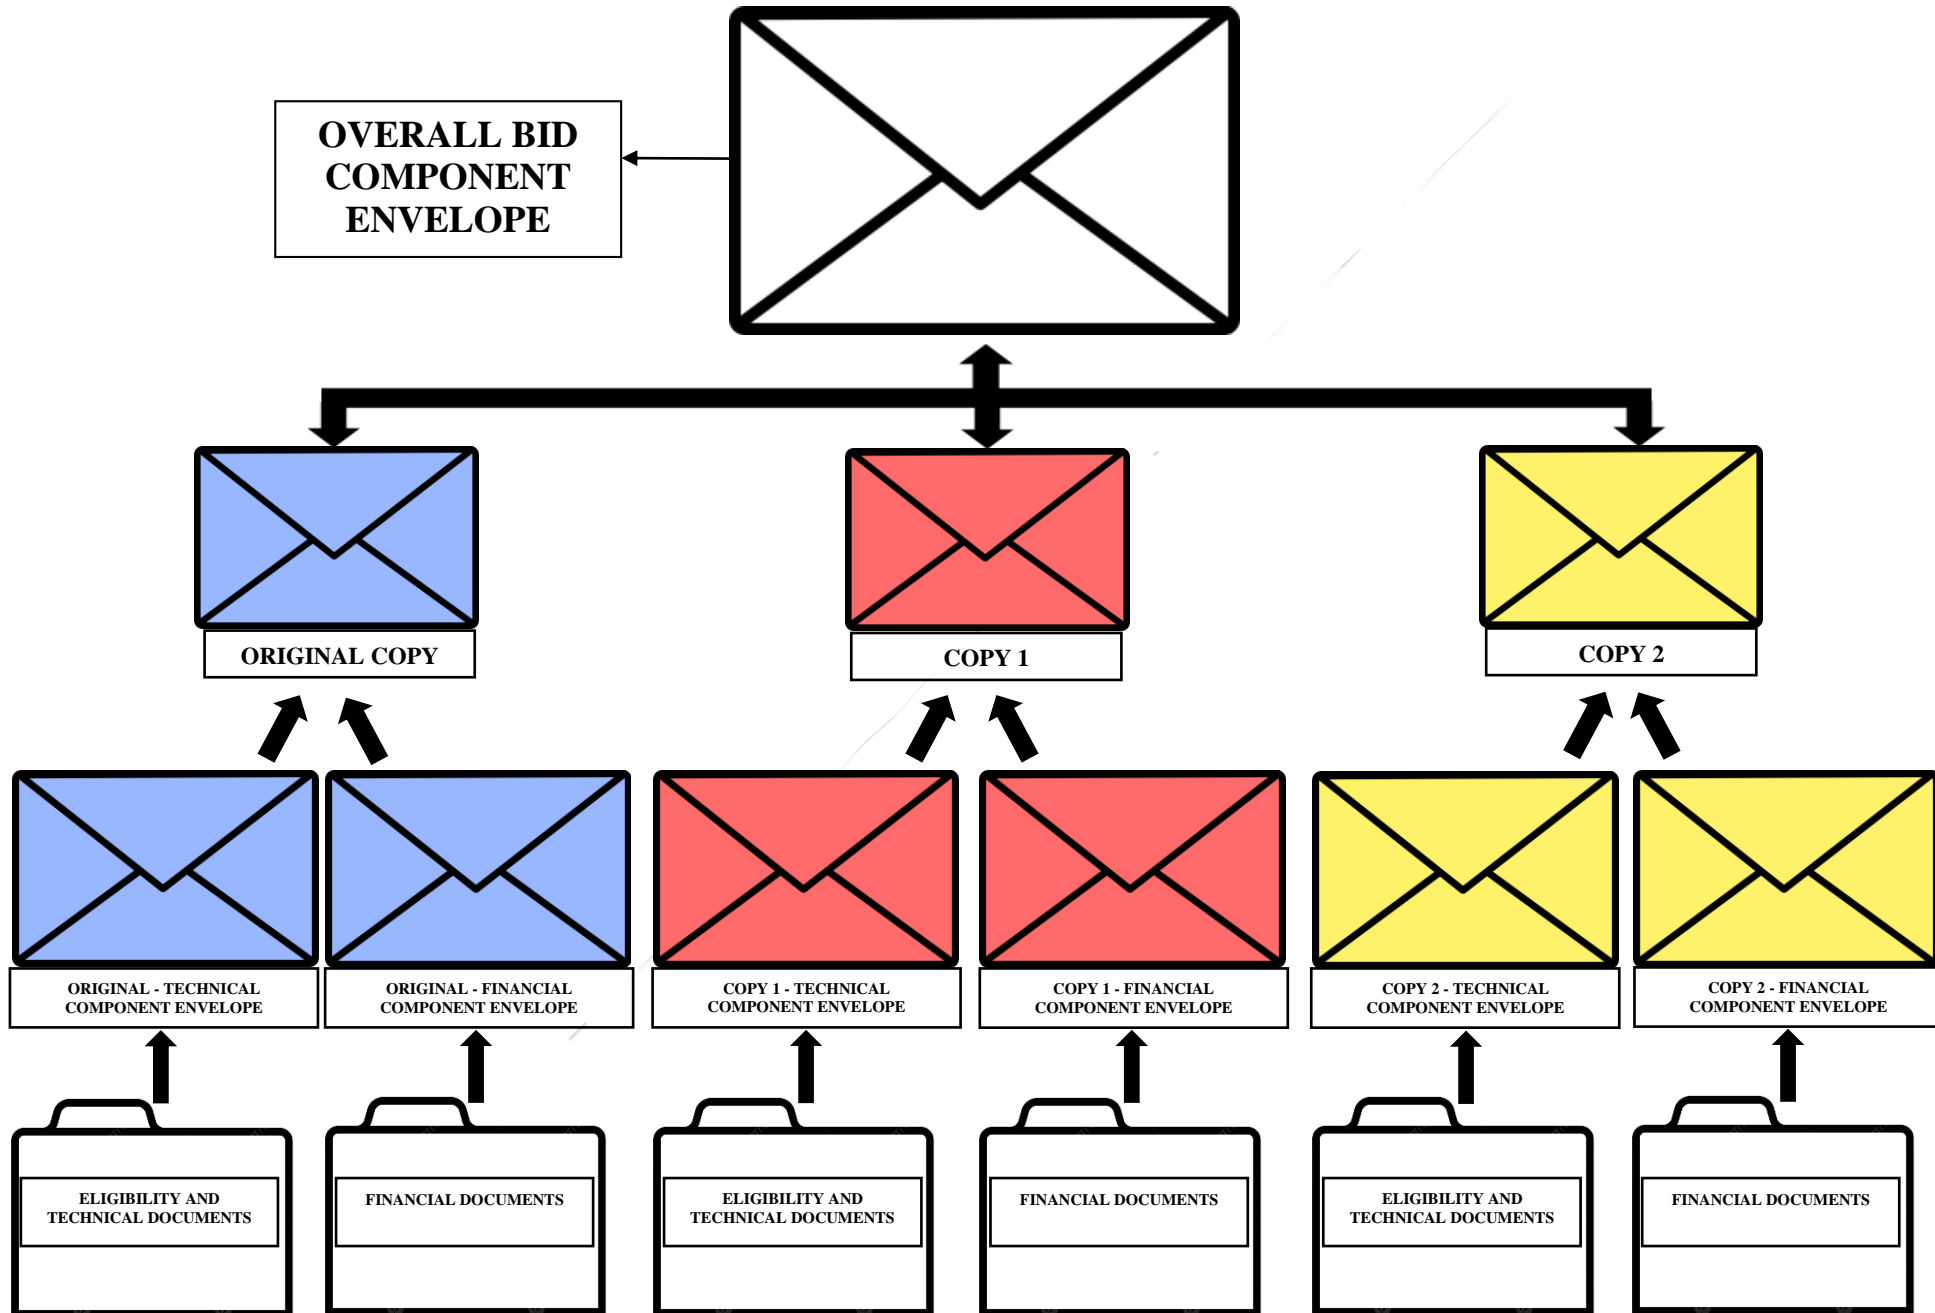 OVERALL BID
COMPONENT
ENVELOPE
ORIGINAL COPY
COPY 1
COPY 2
ORIGINAL - TECHNICAL
COMPONENT ENVELOPE
ORIGINAL - FINANCIAL
COMPONENT ENVELOPE
COPY 1 - TECHNICAL
COMPONENT ENVELOPE
COPY 1 - FINANCIAL
COMPONENT ENVELOPE
COPY 2 - TECHNICAL
COMPONENT ENVELOPE
COPY 2 - FINANCIAL
COMPONENT ENVELOPE
ELIGIBILITY AND
TECHNICAL DOCUMENTS
FINANCIAL DOCUMENTS
ELIGIBILITY AND
TECHNICAL DOCUMENTS
FINANCIAL DOCUMENTS
ELIGIBILITY AND
TECHNICAL DOCUMENTS
FINANCIAL DOCUMENTS